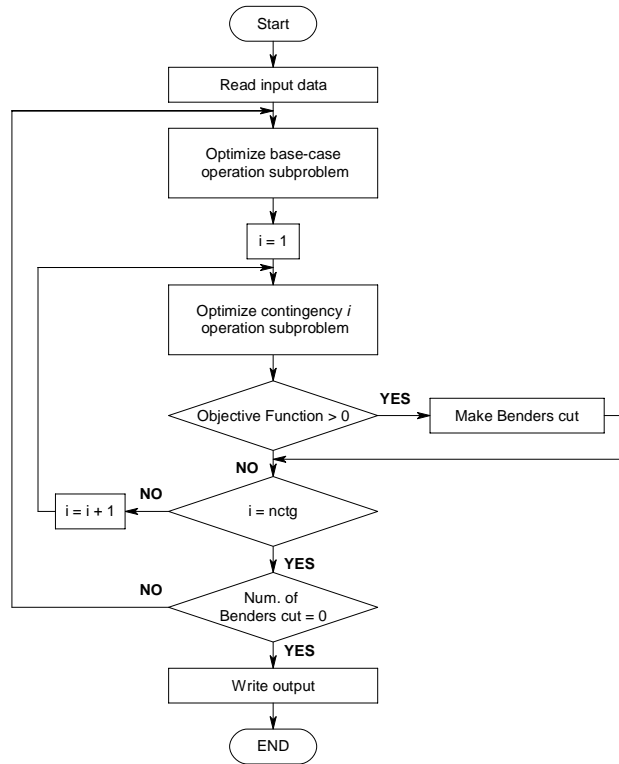 Start
Read input data
Optimize base-case
operation subproblem
i = 1
Optimize contingency i
operation subproblem
Objective Function > 0
YES
Make Benders cut
NO
i = nctg
NO
i = i + 1
YES
Num. of
Benders cut = 0
NO
YES
Write output
END